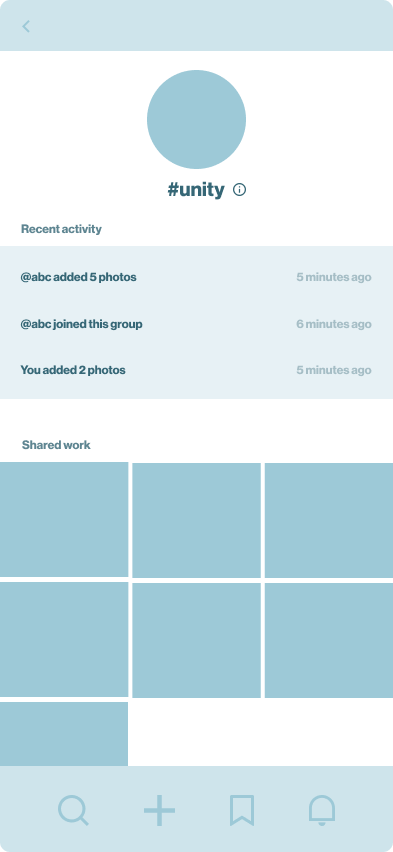 #unity
Recent activity
@abc added 5 photos 5 minutes ago
@abc joined this group 6 minutes ago
You added 2 photos 5 minutes ago
Shared work